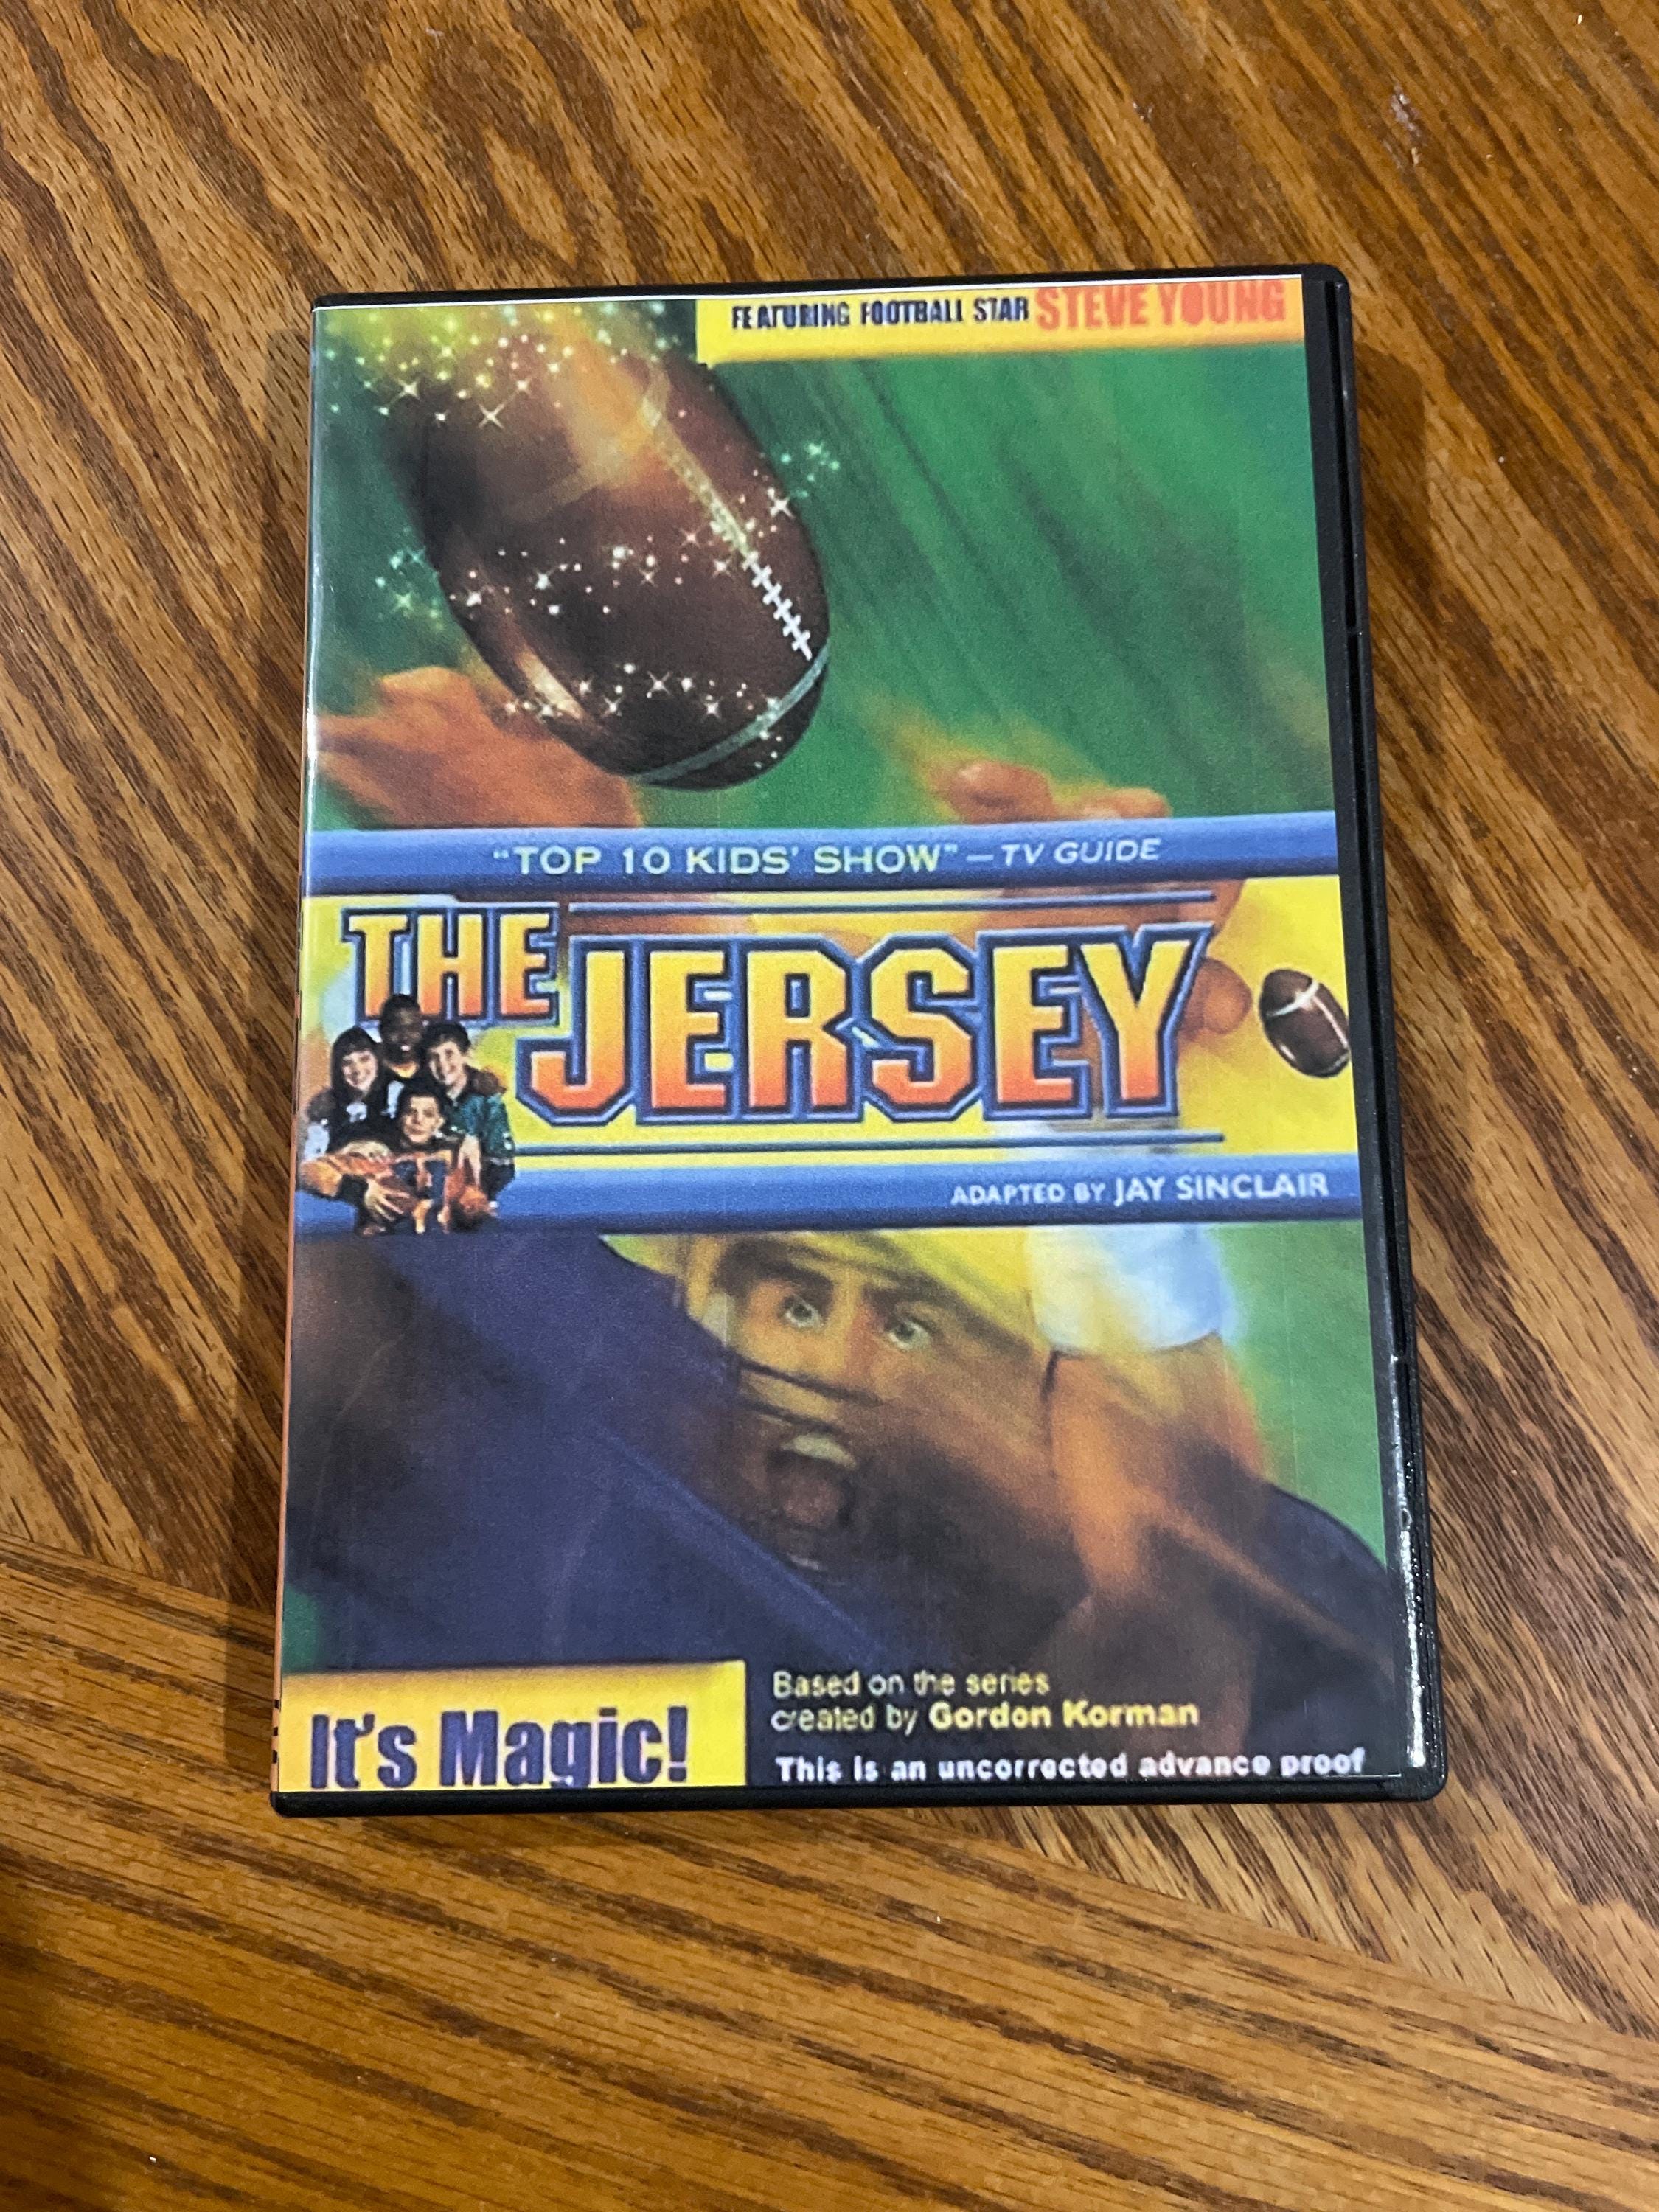 FEATURING FOOTBALL STAR STEVE YOUNG
"TOP 10 KIDS' SHOW" – TV GUIDE
THE
JERSEY
ADAPTED BY JAY SINCLAIR
It's Magic!
Based on the series
created by Gordon Korman
This is an uncorrected advance proof